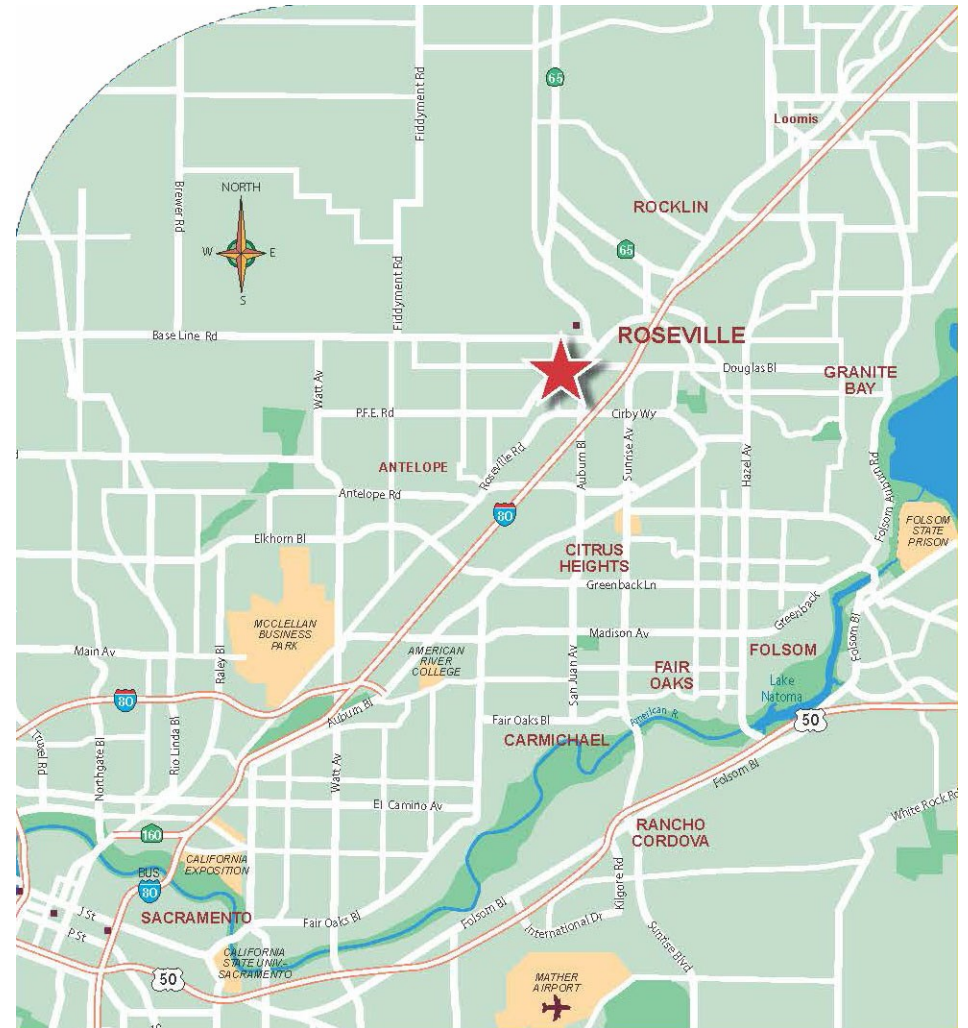 65
Fiddyment Rd
Loomis
NORTH
W
E
S
Brewer Rd
ROCKLIN
65
Fiddyment Rd
Base Line Rd
ROSEVILLE
Watt Av
Douglas Bl
GRANITE
BAY
P.F.E. Rd
Cirby Wy
Roseville Rd
Auburn Bl
Sunrise Av
Hazel Av
ANTELOPE
Antelope Rd
80
Folsom Auburn Rd
FOLSOM
STATE
PRISON
Elkhorn Bl
CITRUS
HEIGHTS
Greenback Ln
Greenback
MCCLELLAN
BUSINESS
PARK
Madison Av
Main Av
Raley Bl
AMERICAN
RIVER
COLLEGE
San Juan Av
FAIR
OAKS
FOLSOM
Folsom Bl
Lake
Natoma
80
Auburn Bl
Fair Oaks Bl
American R.
50
CARMICHAEL
Truxel Rd
Northgate Bl
Rio Linda Bl
Watt Av
Folsom Bl
El Camino Av
White Rock Rd
160
RANCHO
CORDOVA
CALIFORNIA
EXPOSITION
BUS
80
Kilgore Rd
J St
P St
SACRAMENTO
Fair Oaks Bl
Folsom Bl
International Dr
Sunrise Blvd
CALIFORNIA
STATE UNIV.-
SACRAMENTO
50
MATHER
AIRPORT